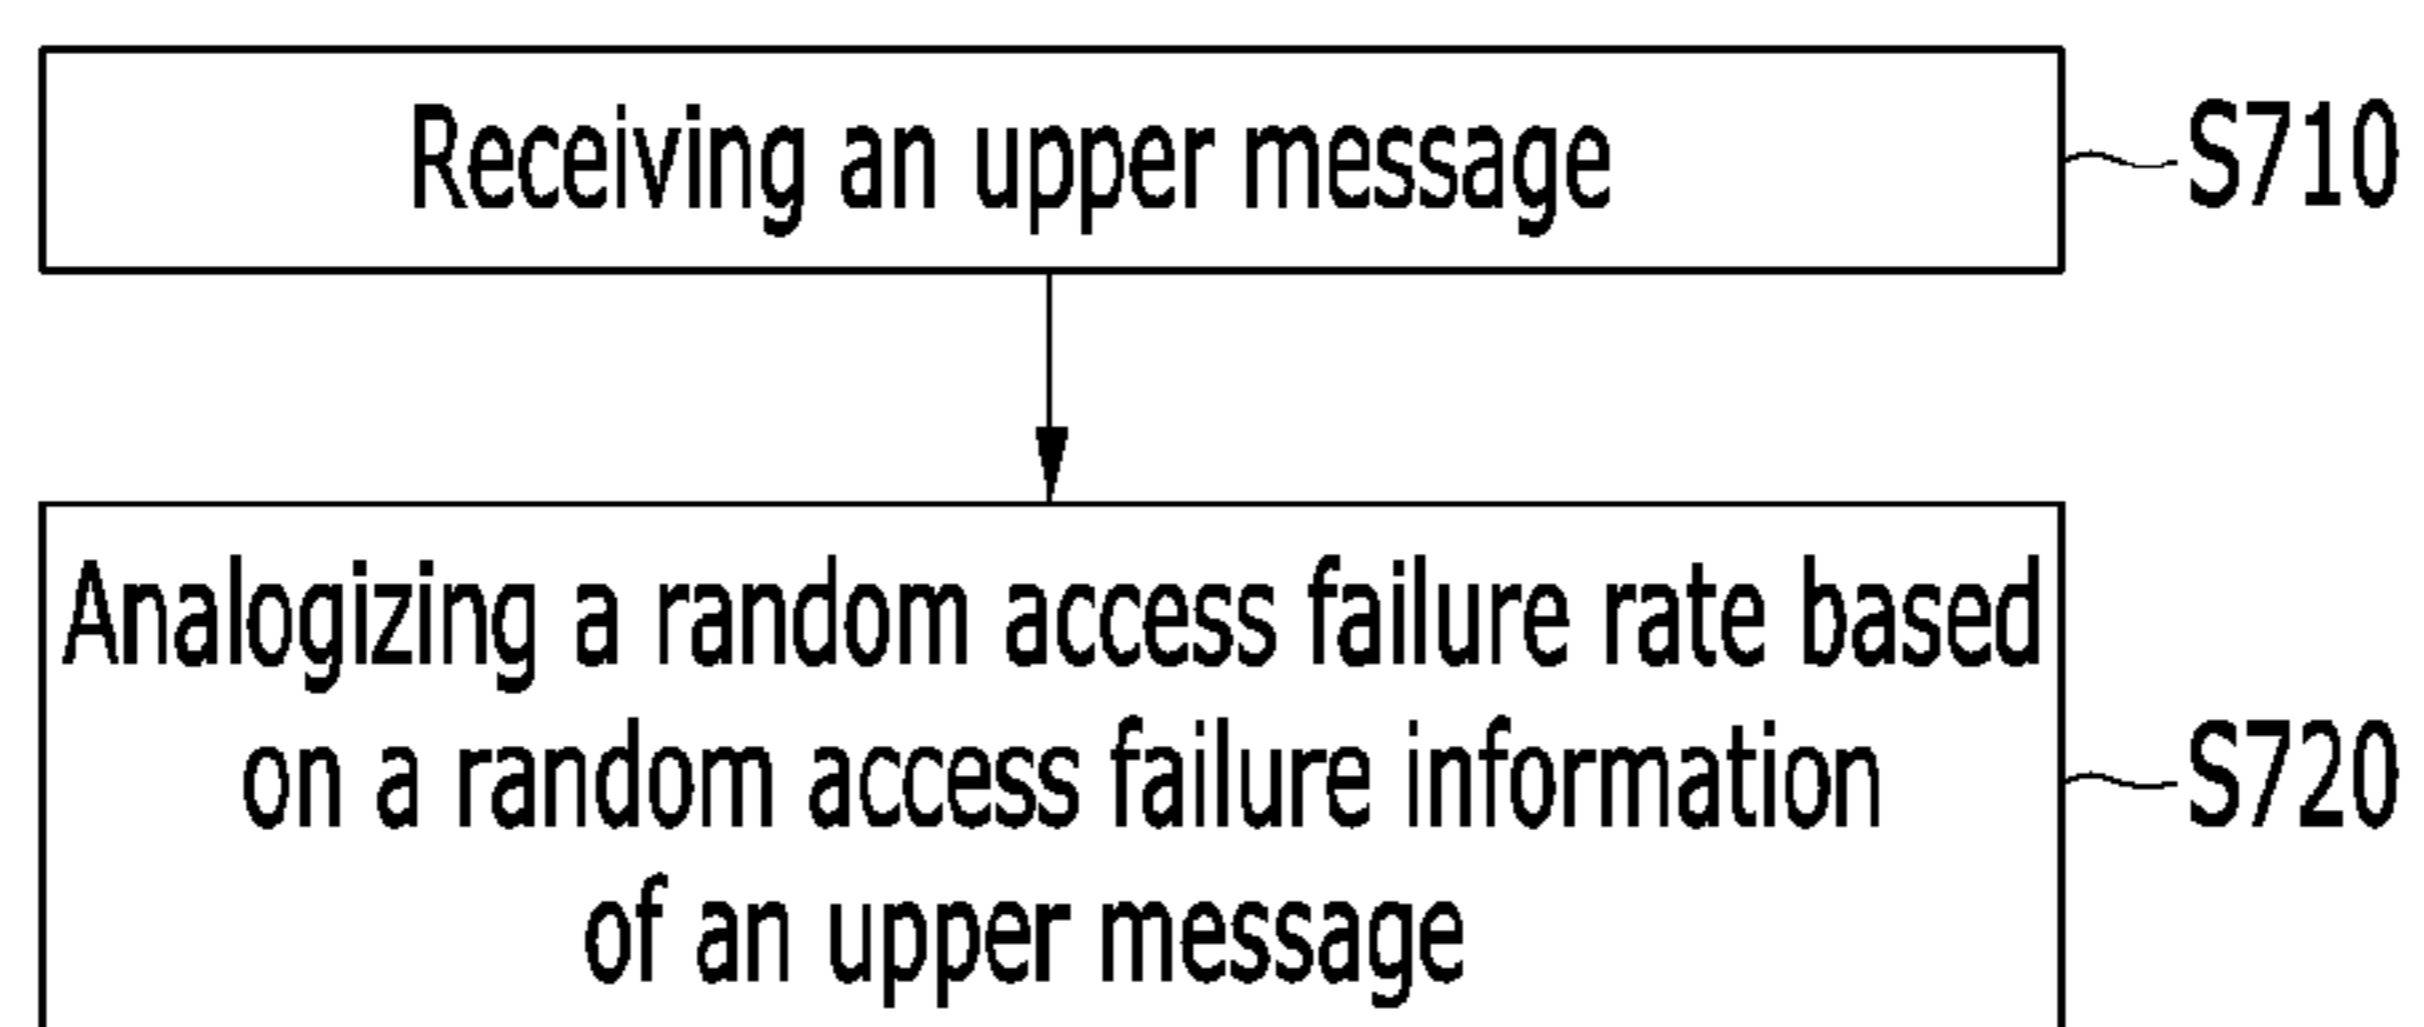 Receiving an upper message
S710
Analogizing a random access failure rate based
on a random access failure information
S720
of an upper message